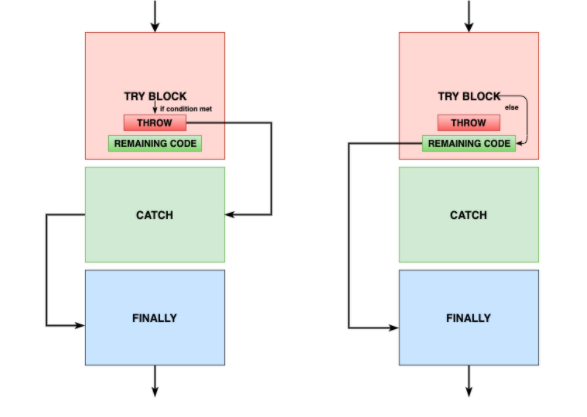 TRY BLOCK
if condition met
THROW
REMAINING CODE
CATCH
FINALLY
TRY BLOCK
else
THROW
REMAINING CODE
CATCH
FINALLY